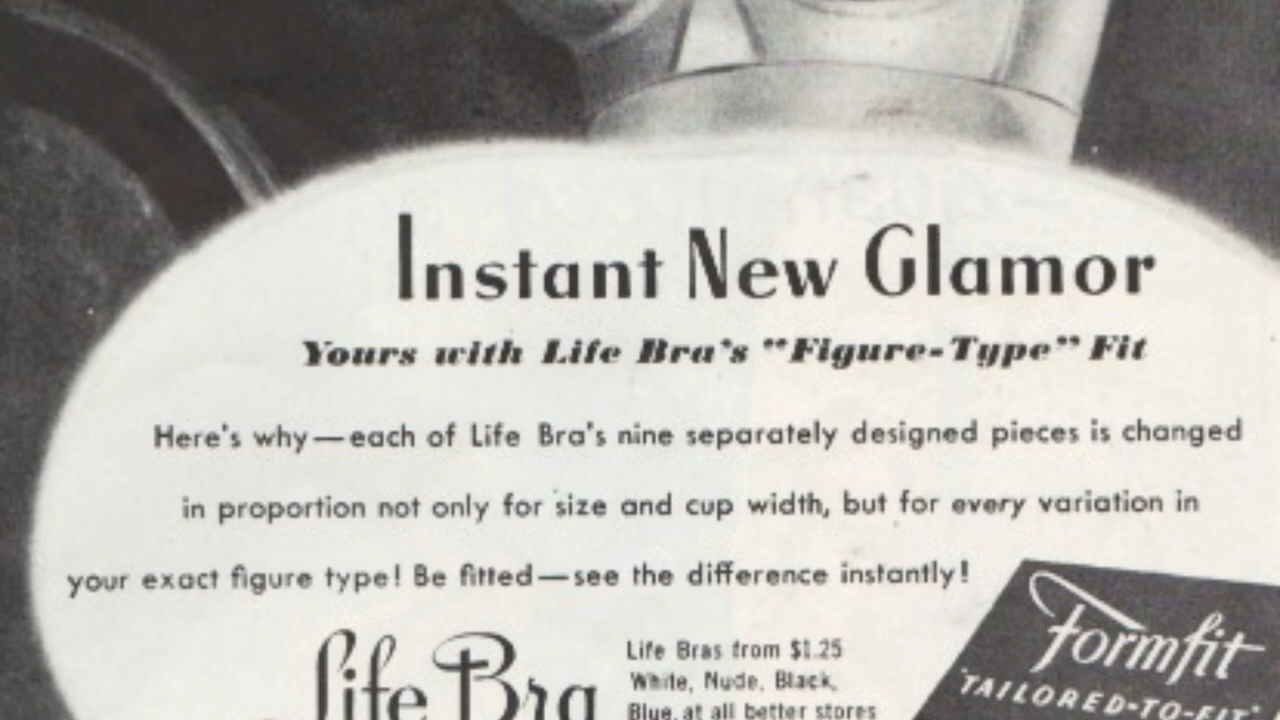 Instant New Glamor
Yours with Life Bra's "Figure-Type" Fit
Here's why—each of Life Bra's nine separately designed pieces is changed
in proportion not only for size and cup width, but for every variation in
your exact figure type! Be fitted—see the difference instantly!
Life Bra
Life Bras from $1.25
White, Nude, Black,
Blue, at all better stores
Formfit
"TAILORED-TO-FIT"